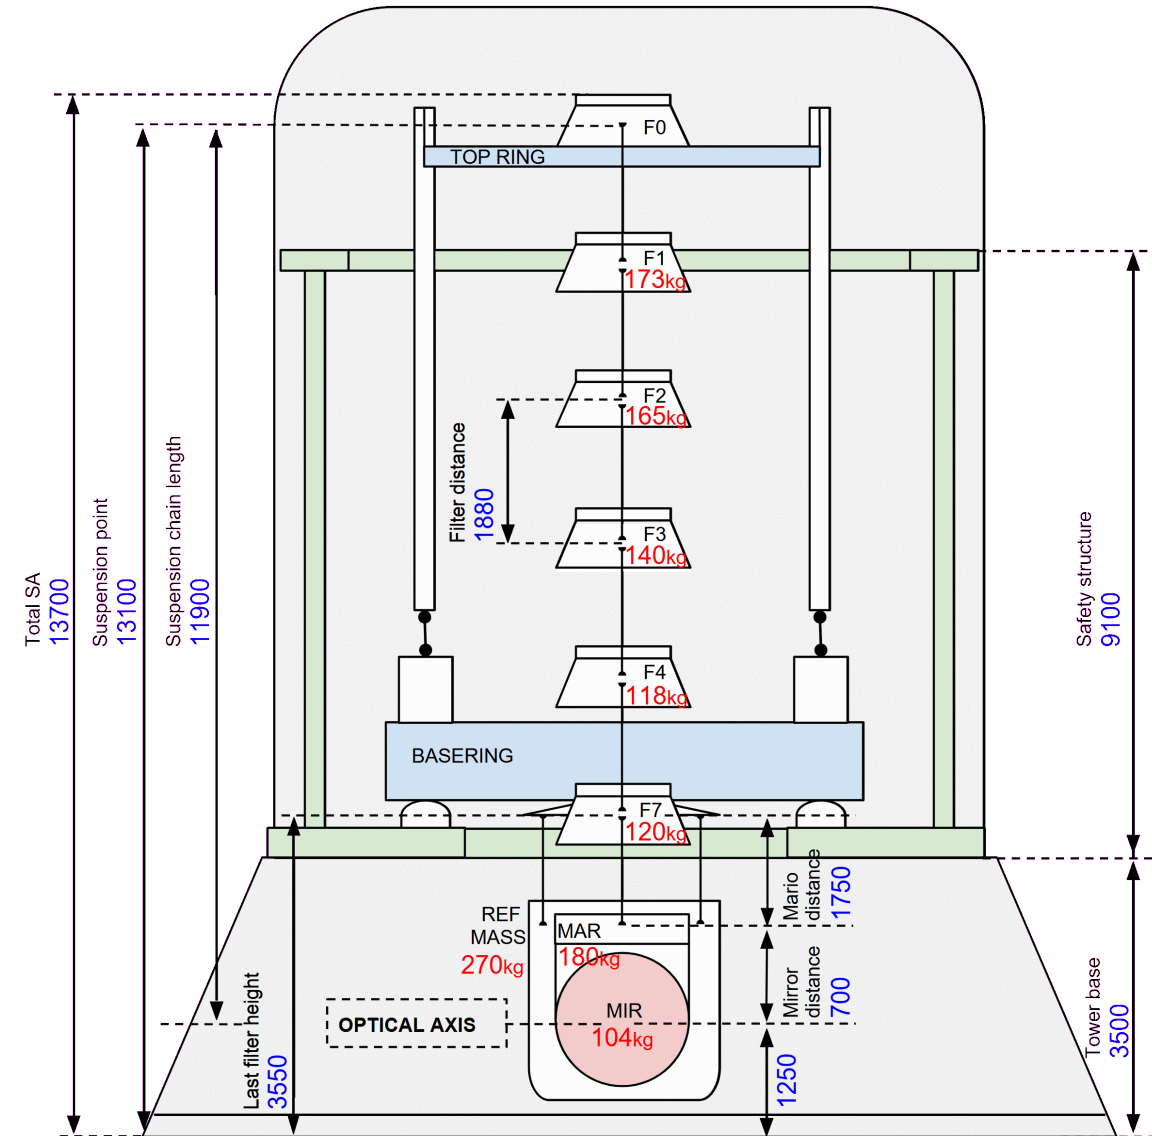 F0
TOP RING
F1
173kg
F2
165kg
Filter distance
1880
F3
140kg
F4
118kg
BASERING
F7
120kg
Total SA
13700
Suspension point
13100
Suspension chain length
11900
Safety structure
9100
Mario
distance
1750
REF
MASS
270kg
MAR
180kg
MIR
104kg
Mirror
distance
700
OPTICAL AXIS
Last filter height
3550
1250
Tower base
3500